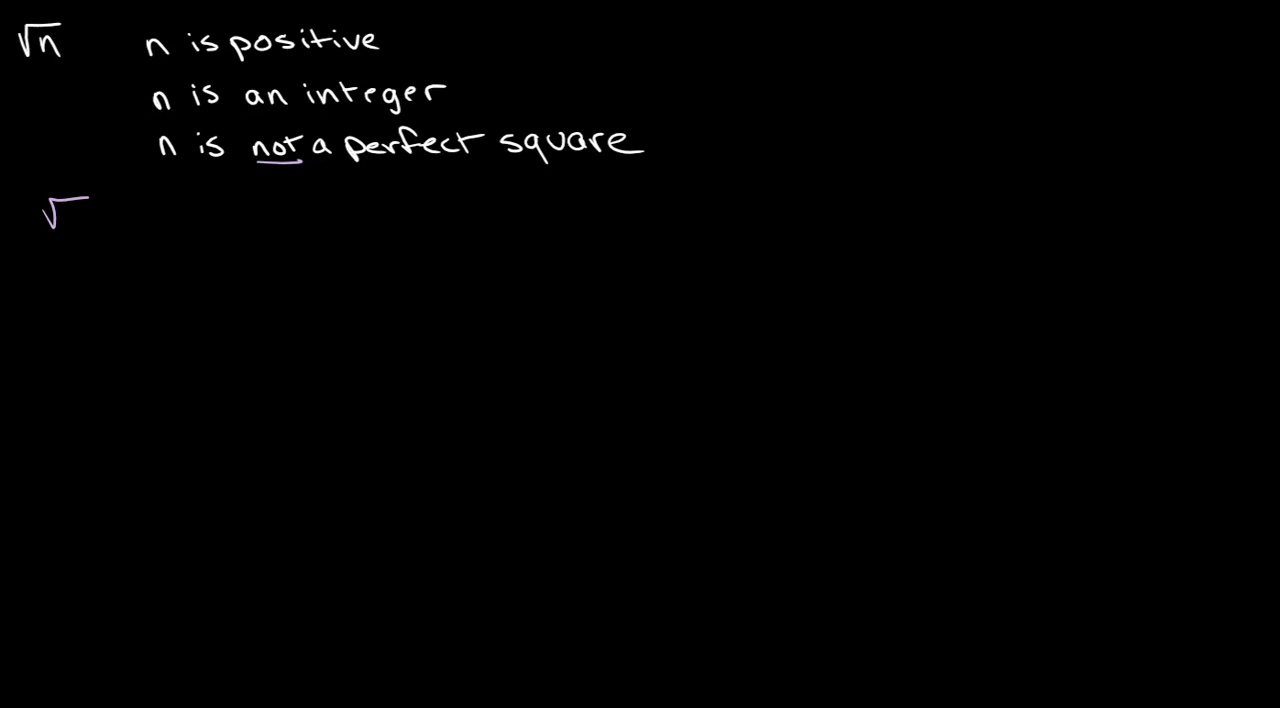 √n n is positive
n is an integer
n is not a perfect square
√